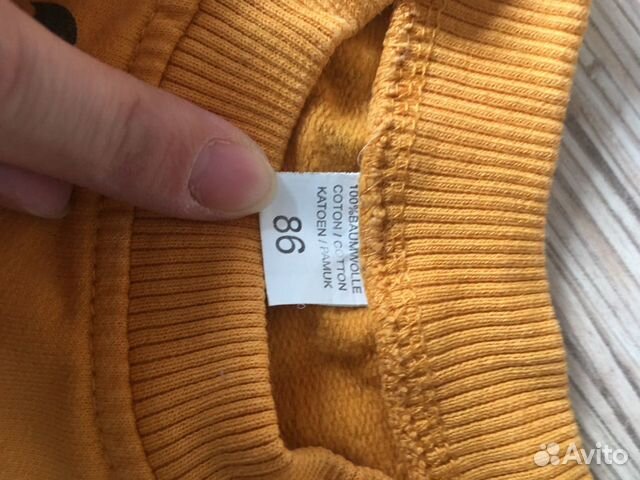 100%BAUMWOLLE
COTON / COTTON
KATOEN / PAMUK
86
Avito